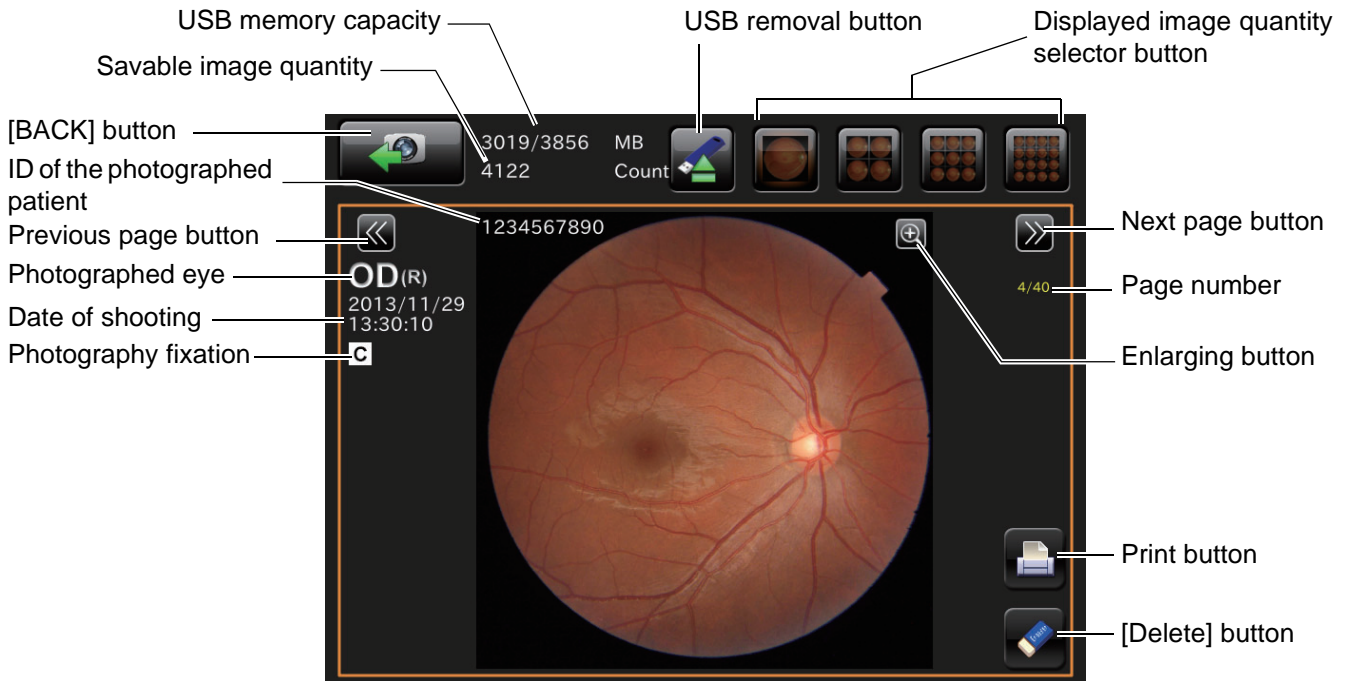 USB memory capacity
USB removal button
Displayed image quantity
selector button
Savable image quantity
[BACK] button
ID of the photographed
patient
Previous page button
Photographed eye
Date of shooting
Photography fixation
3019/3856 MB
4122 Count
1234567890
OD(R)
2013/11/29
13:30:10
C
4/40
Next page button
Page number
Enlarging button
Print button
[Delete] button